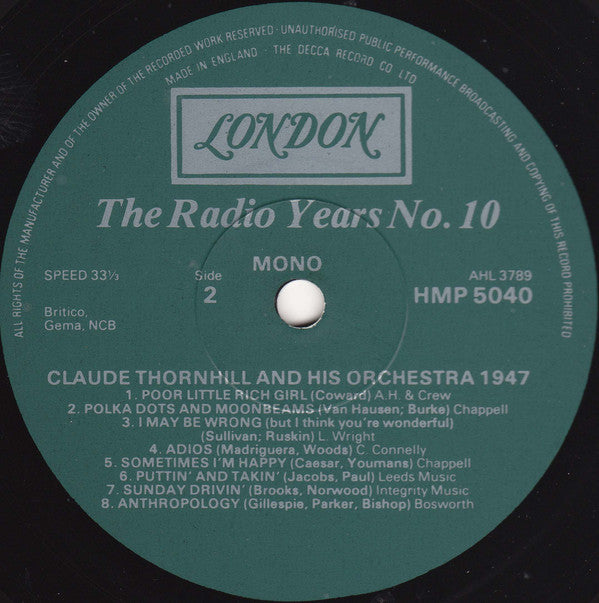 ALL RIGHTS OF THE MANUFACTURER AND OF THE OWNER OF THE RECORDED WORK RESERVED · UNAUTHORISED PUBLIC PERFORMANCE BROADCASTING AND COPYING OF THIS RECORD PROHIBITED
MADE IN ENGLAND · THE DECCA RECORD CO LTD
LONDON
The Radio Years No. 10
MONO
SPEED 33⅓
Side
2
AHL 3789
HMP 5040
Britico,
Gema, NCB
CLAUDE THORNHILL AND HIS ORCHESTRA 1947
1. POOR LITTLE RICH GIRL (Coward) A.H. & Crew
2. POLKA DOTS AND MOONBEAMS (Van Hausen; Burke) Chappell
3. I MAY BE WRONG (but I think you're wonderful)
(Sullivan; Ruskin) L. Wright
4. ADIOS (Madriguera, Woods) C. Connelly
5. SOMETIMES I'M HAPPY (Caesar, Youmans) Chappell
6. PUTTIN' AND TAKIN' (Jacobs, Paul) Leeds Music
7. SUNDAY DRIVIN' (Brooks, Norwood) Integrity Music
8. ANTHROPOLOGY (Gillespie, Parker, Bishop) Bosworth